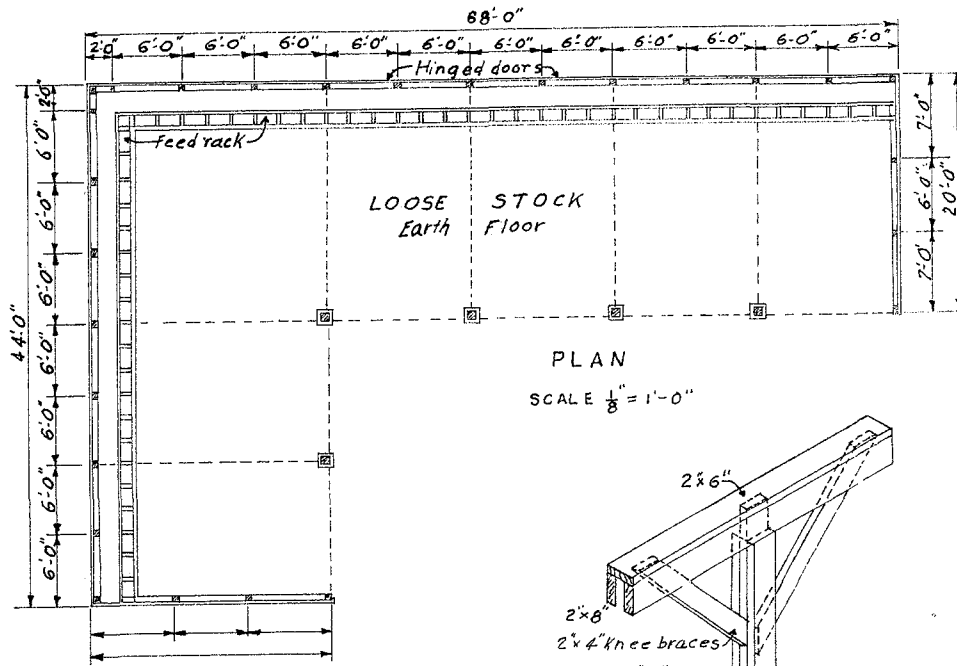 68'-0"
2'-0" 6'-0" 6'-0" 6'-0" 6'-0" 6'-0" 6'-0" 6'-0" 6'-0" 6'-0" 6'-0" 6'-0"
Hinged doors
Feed rack
LOOSE STOCK
Earth Floor
44'-0"
2'-0"
6'-0"
6'-0"
6'-0"
6'-0"
6'-0"
6'-0"
6'-0"
7'-0"
6'-0"
7'-0'
20'-0"
PLAN
SCALE 1/8" = 1'-0"
2"x6"
2"x8"
2"x4" Knee braces